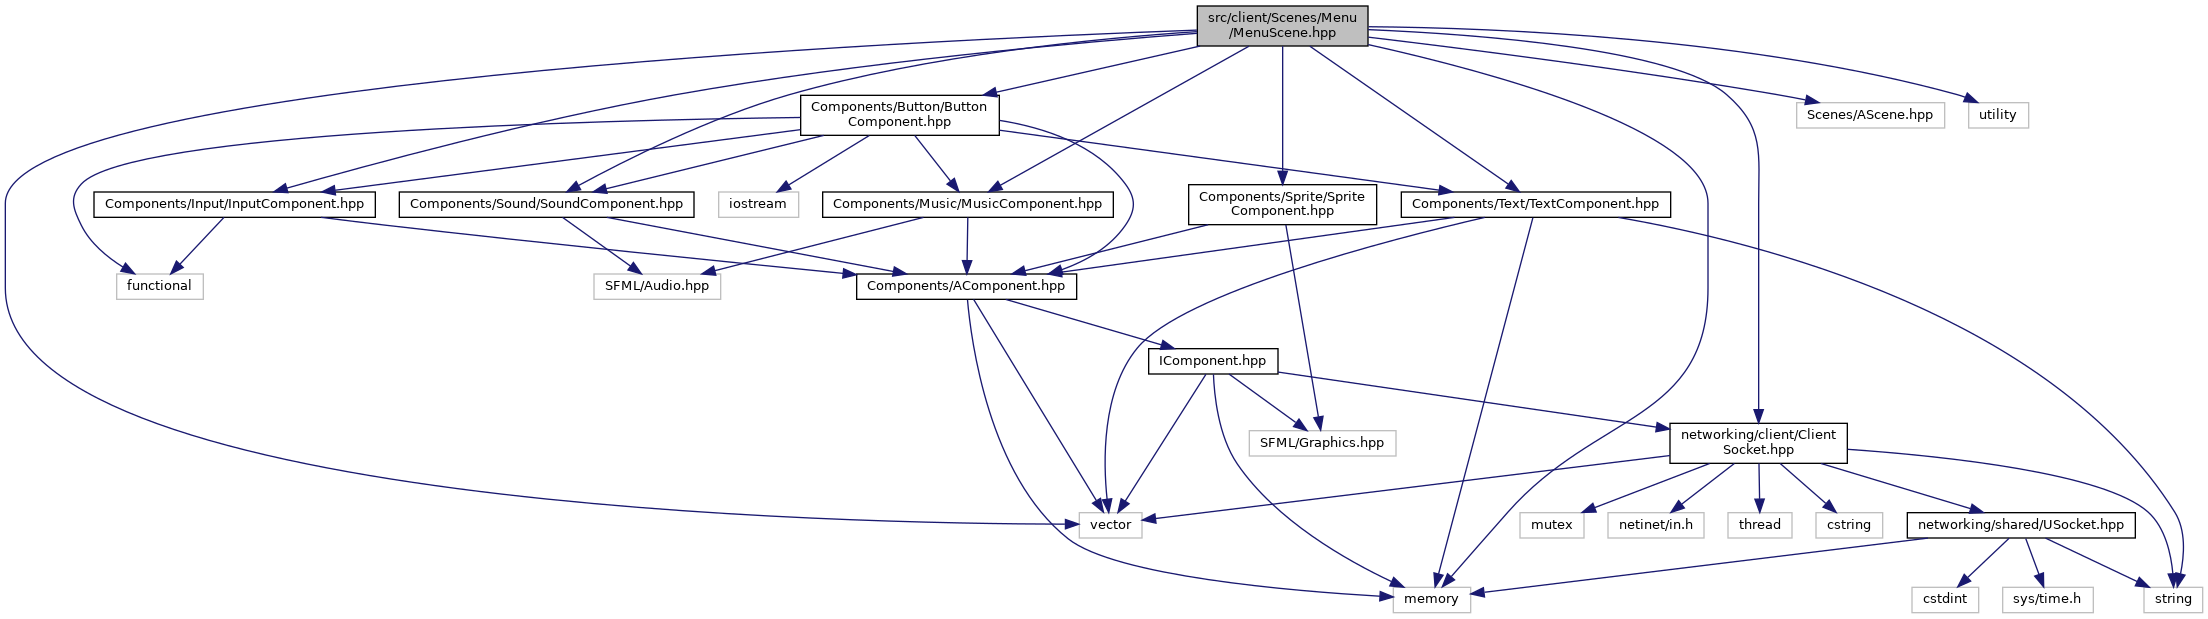 src/client/Scenes/Menu
/MenuScene.hpp
Components/Button/Button
Component.hpp
Scenes/AScene.hpp
utility
Components/Input/InputComponent.hpp
Components/Sound/SoundComponent.hpp
iostream
Components/Music/MusicComponent.hpp
Components/Sprite/Sprite
Component.hpp
Components/Text/TextComponent.hpp
functional
SFML/Audio.hpp
Components/AComponent.hpp
IComponent.hpp
SFML/Graphics.hpp
networking/client/Client
Socket.hpp
vector
mutex
netinet/in.h
thread
cstring
networking/shared/USocket.hpp
memory
cstdint
sys/time.h
string